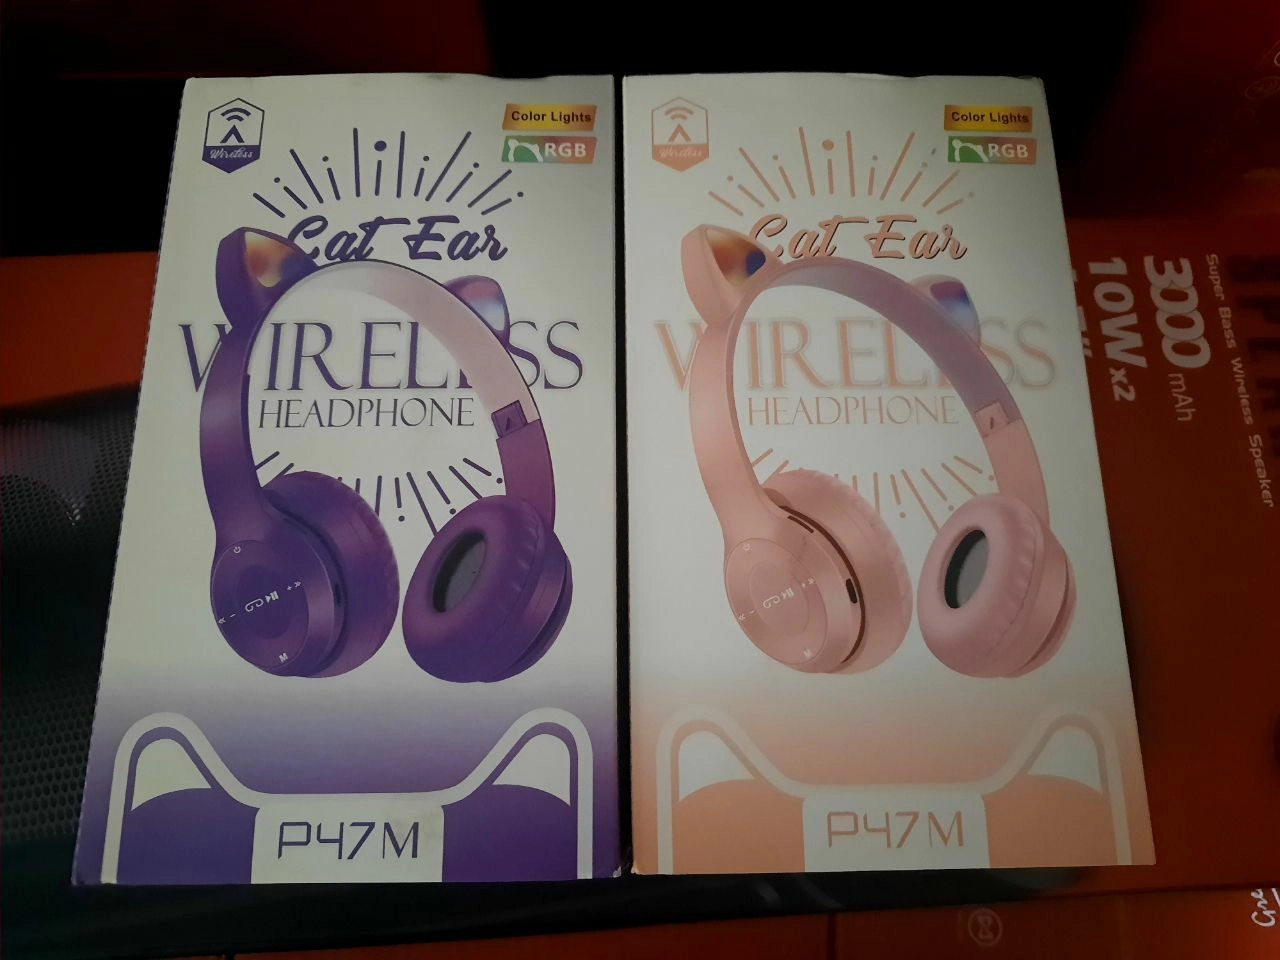 Wireless
Color Lights
RGB
Cat Ear
WIRELESS
HEADPHONE
M
P47M
Wireless
Color Lights
RGB
Cat Ear
WIRELESS
HEADPHONE
M
P47M
Super Bass Wireless Speaker
3000 mAh
10W x2